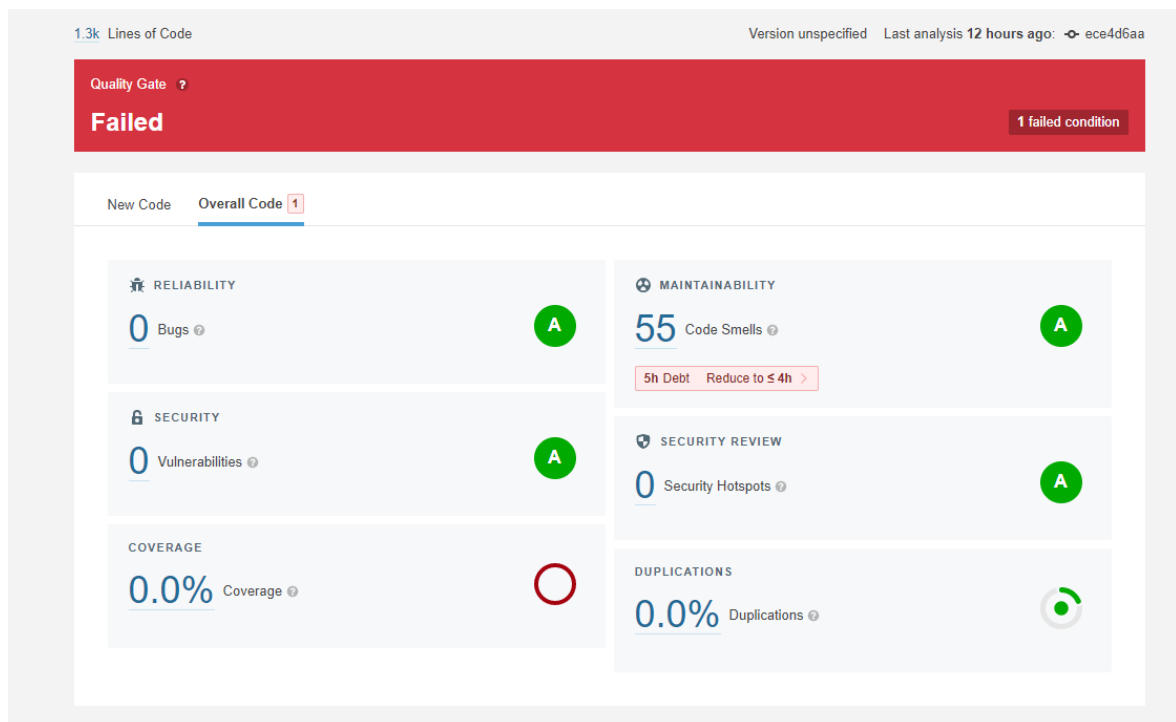 1.3k Lines of Code Version unspecified Last analysis 12 hours ago: ece4d6aa
Quality Gate ?
Failed
1 failed condition
New Code Overall Code 1
RELIABILITY
0 Bugs ?
A
MAINTAINABILITY
55 Code Smells ?
A
5h Debt Reduce to ≤ 4h >
SECURITY
0 Vulnerabilities ?
A
SECURITY REVIEW
0 Security Hotspots ?
A
COVERAGE
0.0% Coverage ?
DUPLICATIONS
0.0% Duplications ?